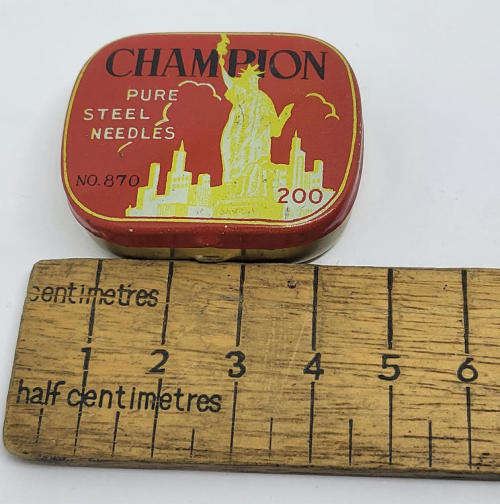 CHAMPION
PURE
STEEL
NEEDLES
NO. 870
200
centimetres
1 2 3 4 5 6
half centimetres